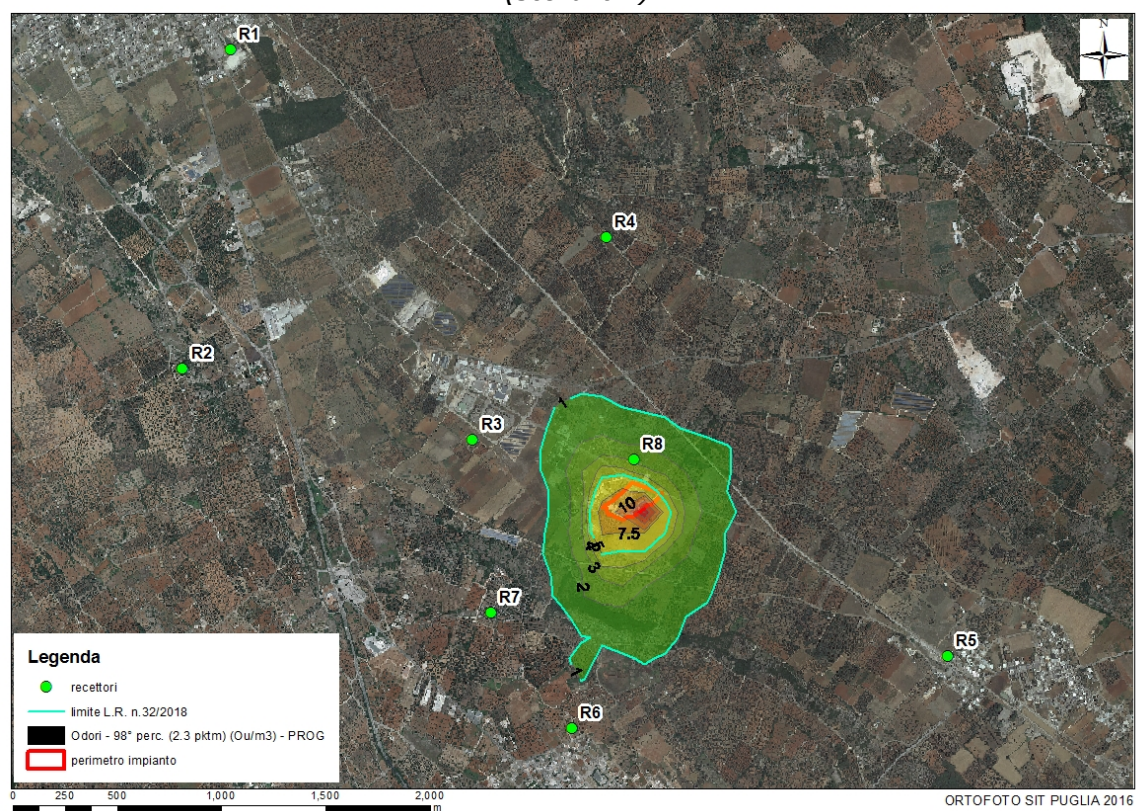 N
R1
R4
R2
R3
1
R8
10
7.5
5
4
3
2
R7
1
R5
R6
Legenda
recettori
limite L.R. n.32/2018
Odori - 98° perc. (2.3 pktm) (Ou/m3) - PROG
perimetro impianto
0 250 500 1,000 1,500 2,000
m
ORTOFOTO SIT PUGLIA 2016